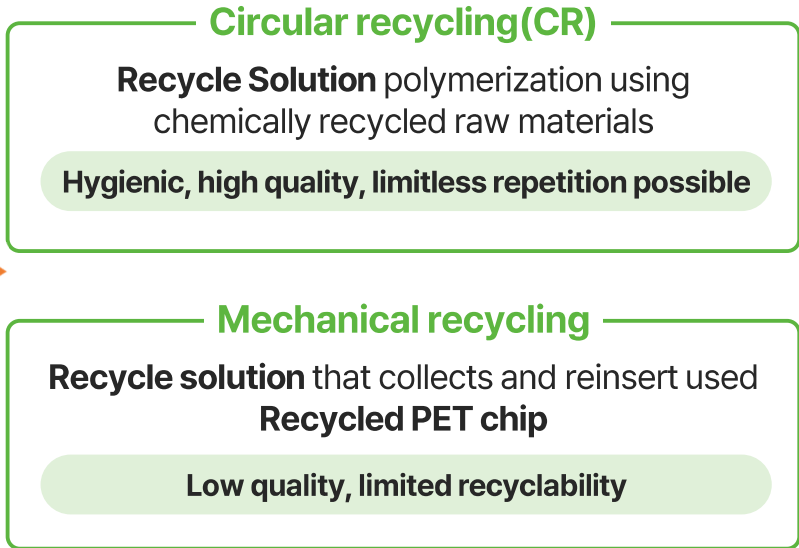 Circular recycling(CR)
Recycle Solution polymerization using
chemically recycled raw materials
Hygienic, high quality, limitless repetition possible
Mechanical recycling
Recycle solution that collects and reinsert used
Recycled PET chip
Low quality, limited recyclability